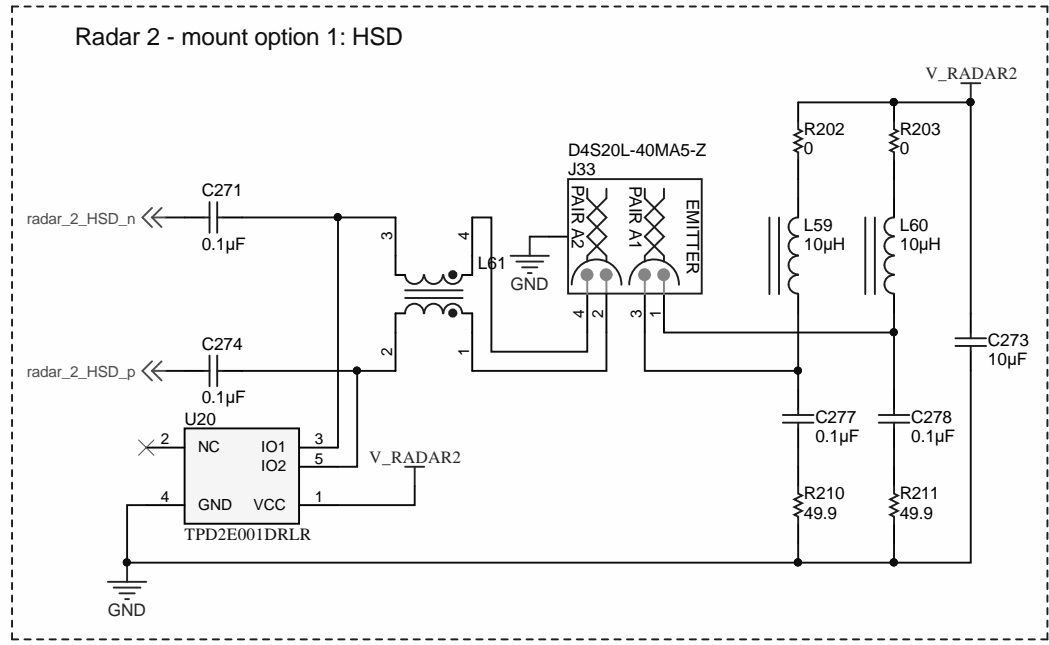 Radar 2 - mount option 1: HSD
V_RADAR2
R202
0
R203
0
D4S20L-40MA5-Z
J33
PAIR A2
PAIR A1
EMITTER
C271
0.1µF
radar_2_HSD_n
3
4
L61
GND
L59
10µH
L60
10µH
4
2
3
1
2
1
C274
0.1µF
radar_2_HSD_p
C273
10µF
U20
2
NC
IO1
3
IO2
5
4
GND
VCC
1
TPD2E001DRLR
V_RADAR2
C277
0.1µF
C278
0.1µF
R210
49.9
R211
49.9
GND